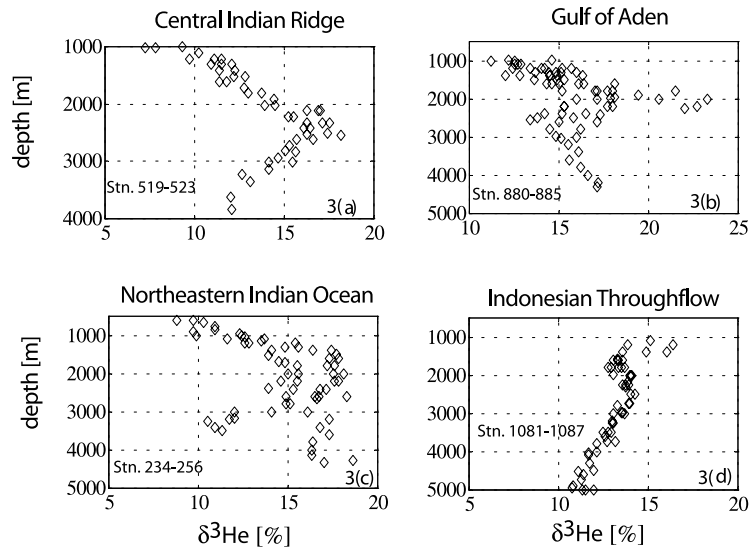 Central Indian Ridge
1000
2000
3000
4000
5
10
15
20
depth [m]
Stn. 519-523
3(a)
Gulf of Aden
1000
2000
3000
4000
5000
10
15
20
25
Stn. 880-885
3(b)
Northeastern Indian Ocean
1000
2000
3000
4000
5000
5
10
15
20
depth [m]
Stn. 234-256
3(c)
δ³He [%]
Indonesian Throughflow
1000
2000
3000
4000
5000
5
10
15
20
Stn. 1081-1087
3(d)
δ³He [%]